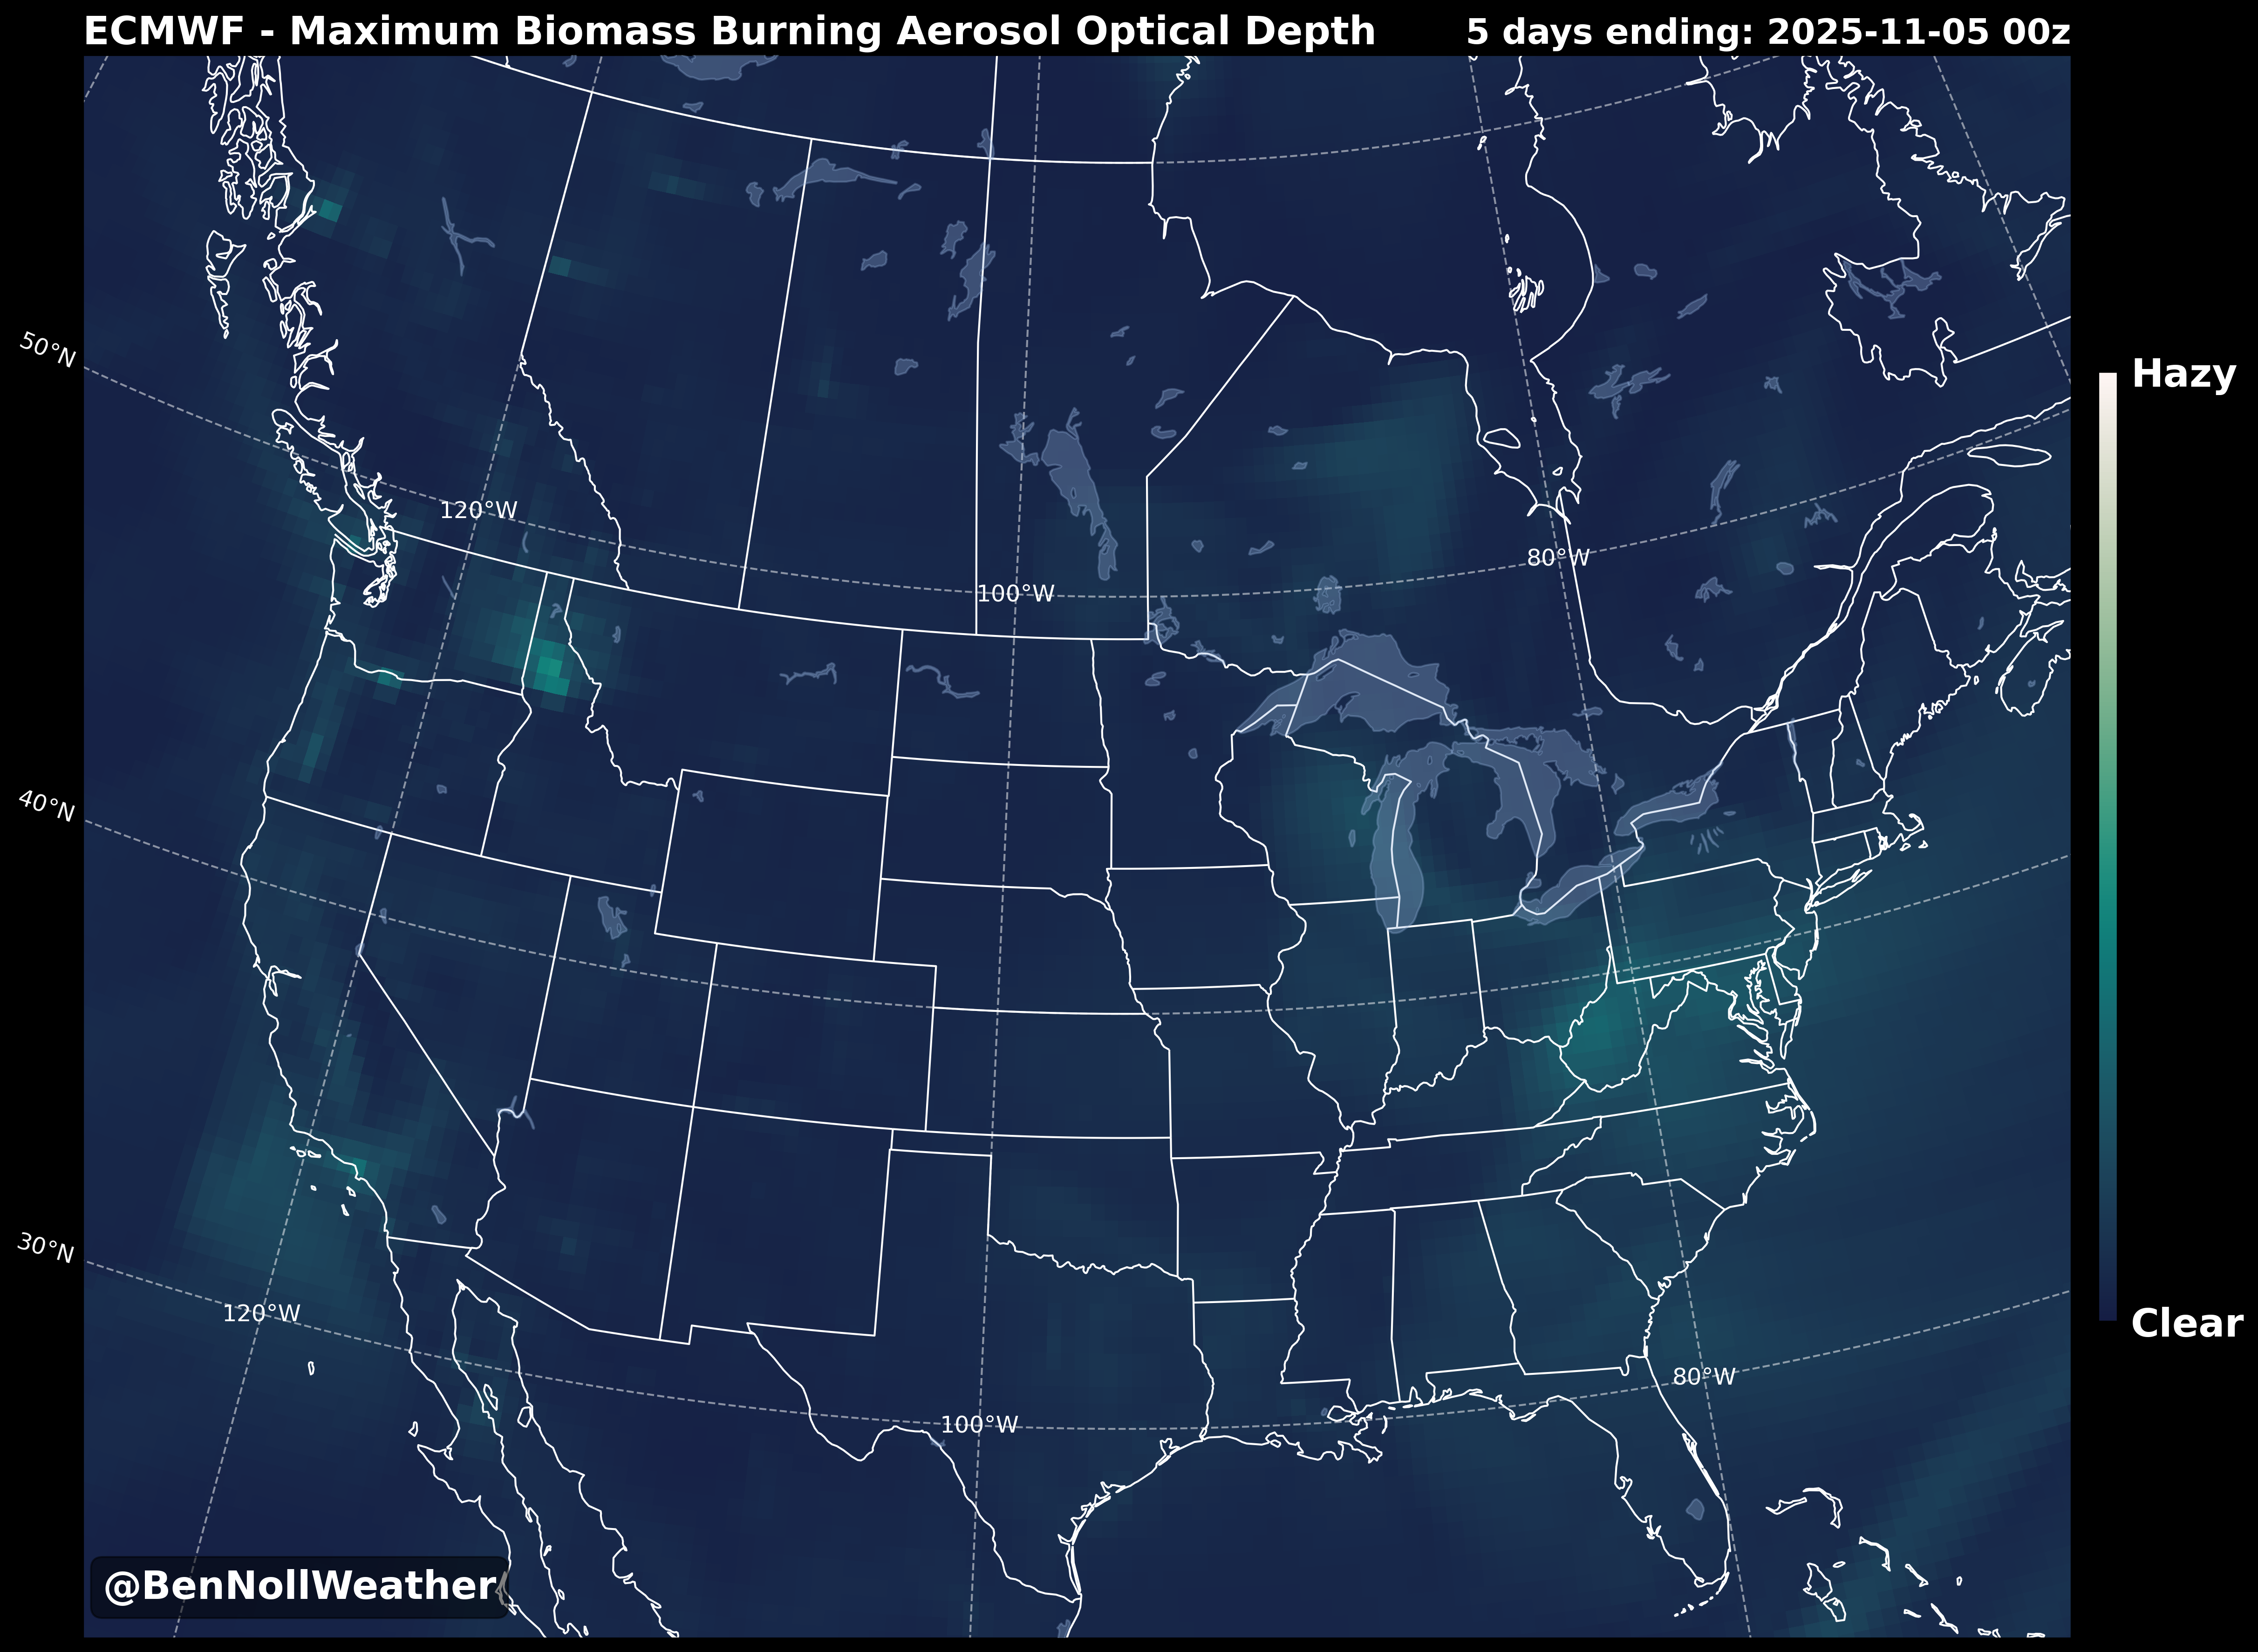 ECMWF - Maximum Biomass Burning Aerosol Optical Depth
5 days ending: 2025-11-05 00z
50°N
Hazy
120°W
80°W
100°W
40°N
30°N
120°W
Clear
80°W
100°W
@BenNollWeather